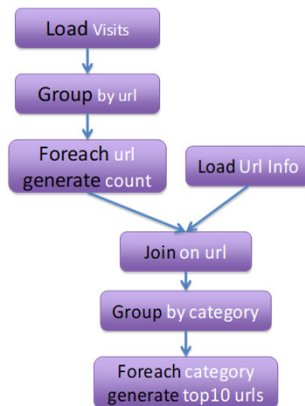 Load Visits
Group by url
Foreach url
generate count
Load Url Info
Join on url
Group by category
Foreach category
generate top10 urls